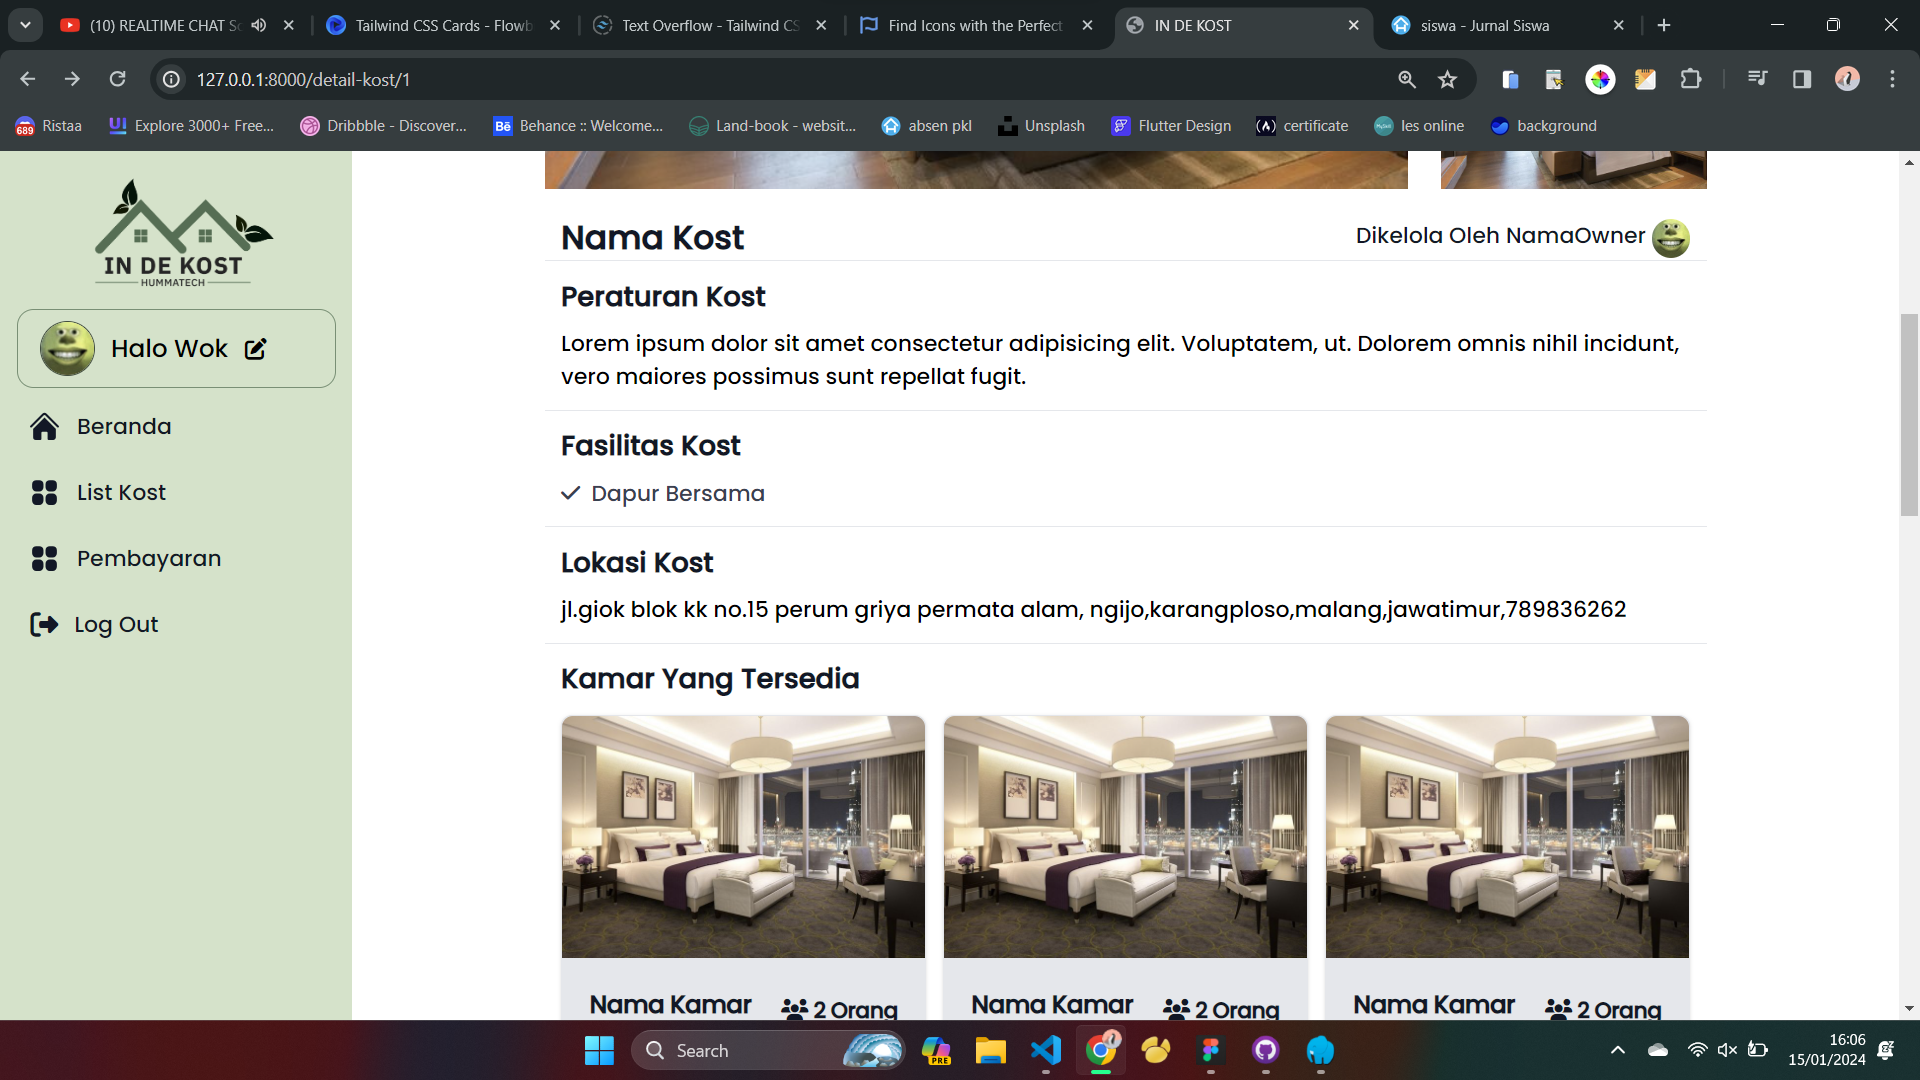 (10) REALTIME CHAT Sc
Tailwind CSS Cards - Flowb
Text Overflow - Tailwind CS
Find Icons with the Perfect
IN DE KOST
siswa - Jurnal Siswa
127.0.0.1:8000/detail-kost/1
689 Ristaa
Explore 3000+ Free...
Dribbble - Discover...
Bē Behance :: Welcome...
Land-book - websit...
absen pkl
Unsplash
Flutter Design
certificate
les online
background
IN DE KOST
HUMMATECH
Halo Wok
Beranda
List Kost
Pembayaran
Log Out
Nama Kost
Dikelola Oleh NamaOwner
Peraturan Kost
Lorem ipsum dolor sit amet consectetur adipisicing elit. Voluptatem, ut. Dolorem omnis nihil incidunt,
vero maiores possimus sunt repellat fugit.
Fasilitas Kost
Dapur Bersama
Lokasi Kost
jl.giok blok kk no.15 perum griya permata alam, ngijo,karangploso,malang,jawatimur,789836262
Kamar Yang Tersedia
Nama Kamar 2 Orang
Nama Kamar 2 Orang
Nama Kamar 2 Orang
Search
PRE
16:06
15/01/2024